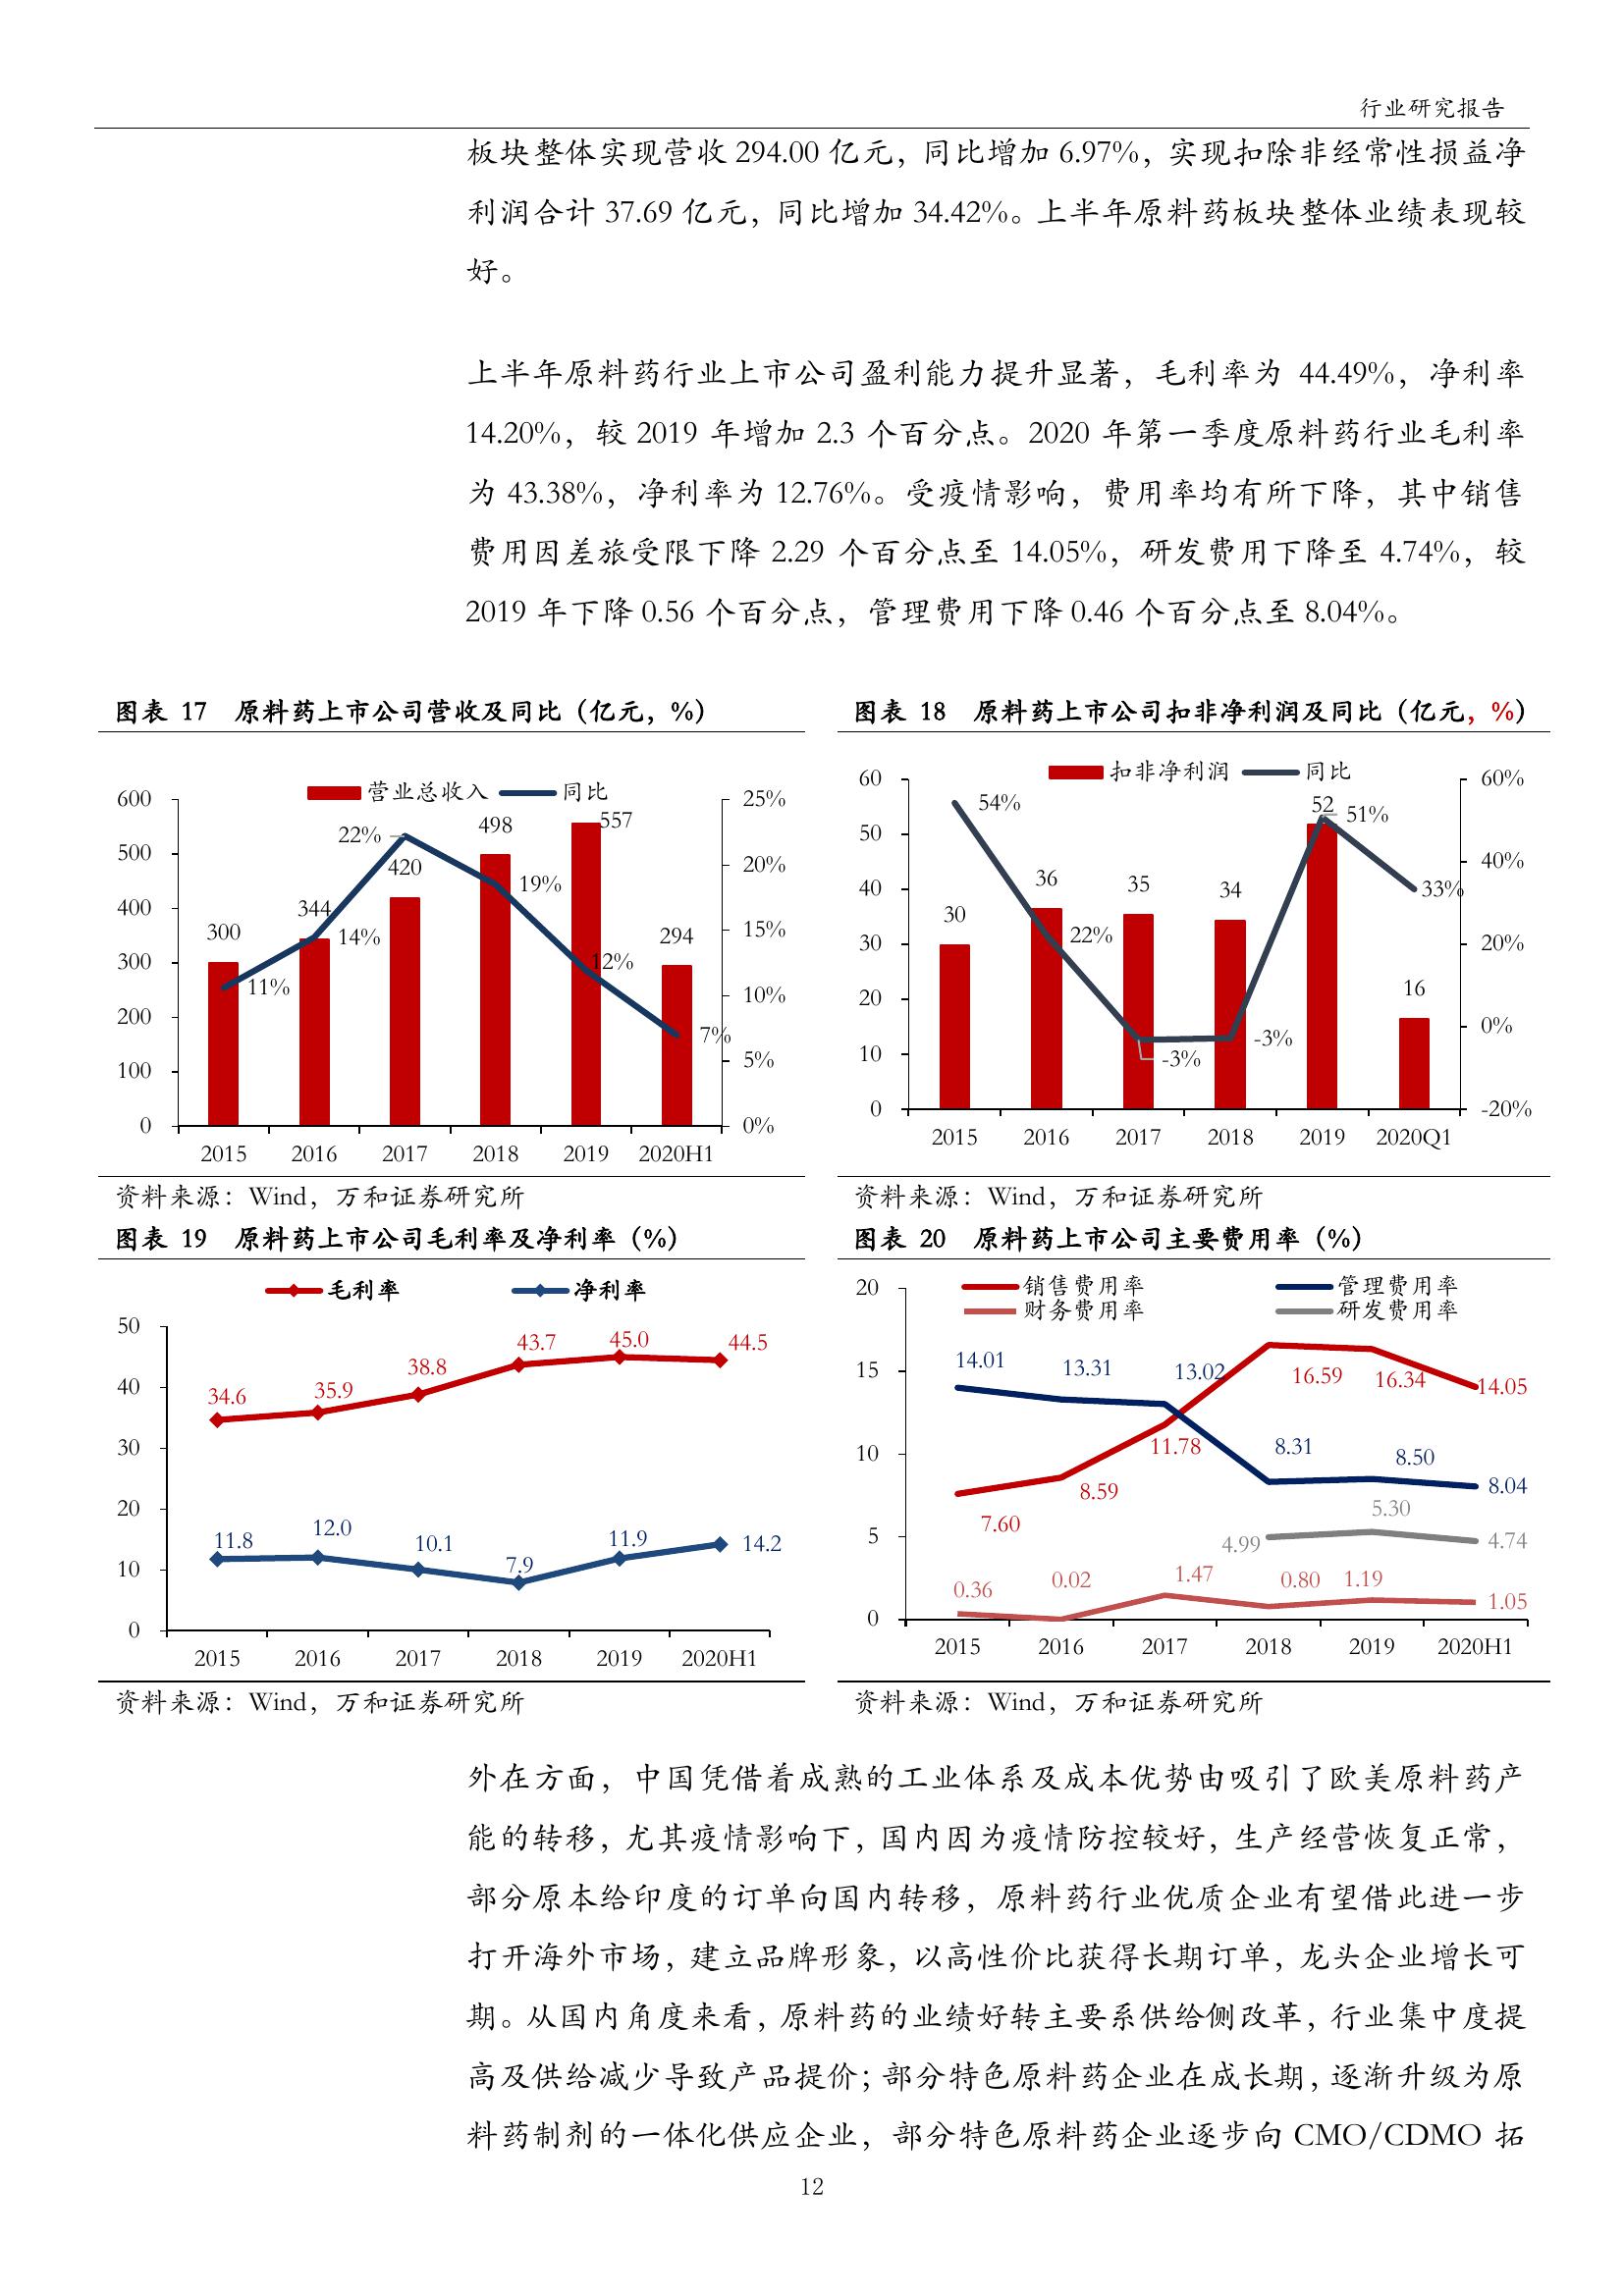 行业研究报告
板块整体实现营收 294.00 亿元，同比增加 6.97%，实现扣除非经常性损益净
利润合计 37.69 亿元，同比增加 34.42%。上半年原料药板块整体业绩表现较
好。
上半年原料药行业上市公司盈利能力提升显著，毛利率为 44.49%，净利率
14.20%，较 2019 年增加 2.3 个百分点。2020 年第一季度原料药行业毛利率
为 43.38%，净利率为 12.76%。受疫情影响，费用率均有所下降，其中销售
费用因差旅受限下降 2.29 个百分点至 14.05%，研发费用下降至 4.74%，较
2019 年下降 0.56 个百分点，管理费用下降 0.46 个百分点至 8.04%。
图表 17 原料药上市公司营收及同比（亿元，%）
营业总收入 同比
600
500
400
300
200
100
0
25%
20%
15%
10%
5%
0%
300
344
420
498
557
294
11%
14%
22%
19%
12%
7%
2015 2016 2017 2018 2019 2020H1
资料来源：Wind，万和证券研究所
图表 18 原料药上市公司扣非净利润及同比（亿元，%）
扣非净利润 同比
60
50
40
30
20
10
0
60%
40%
20%
0%
-20%
30
36
35
34
52
16
54%
22%
-3%
-3%
51%
33%
2015 2016 2017 2018 2019 2020Q1
资料来源：Wind，万和证券研究所
图表 19 原料药上市公司毛利率及净利率（%）
毛利率 净利率
50
40
30
20
10
0
34.6
35.9
38.8
43.7
45.0
44.5
11.8
12.0
10.1
7.9
11.9
14.2
2015 2016 2017 2018 2019 2020H1
资料来源：Wind，万和证券研究所
图表 20 原料药上市公司主要费用率（%）
销售费用率 管理费用率
财务费用率 研发费用率
20
15
10
5
0
14.01
13.31
13.02
8.31
8.50
8.04
7.60
8.59
11.78
16.59
16.34
14.05
4.99
5.30
4.74
0.36
0.02
1.47
0.80
1.19
1.05
2015 2016 2017 2018 2019 2020H1
资料来源：Wind，万和证券研究所
外在方面，中国凭借着成熟的工业体系及成本优势由吸引了欧美原料药产
能的转移，尤其疫情影响下，国内因为疫情防控较好，生产经营恢复正常，
部分原本给印度的订单向国内转移，原料药行业优质企业有望借此进一步
打开海外市场，建立品牌形象，以高性价比获得长期订单，龙头企业增长可
期。从国内角度来看，原料药的业绩好转主要系供给侧改革，行业集中度提
高及供给减少导致产品提价；部分特色原料药企业在成长期，逐渐升级为原
料药制剂的一体化供应企业，部分特色原料药企业逐步向 CMO/CDMO 拓
12